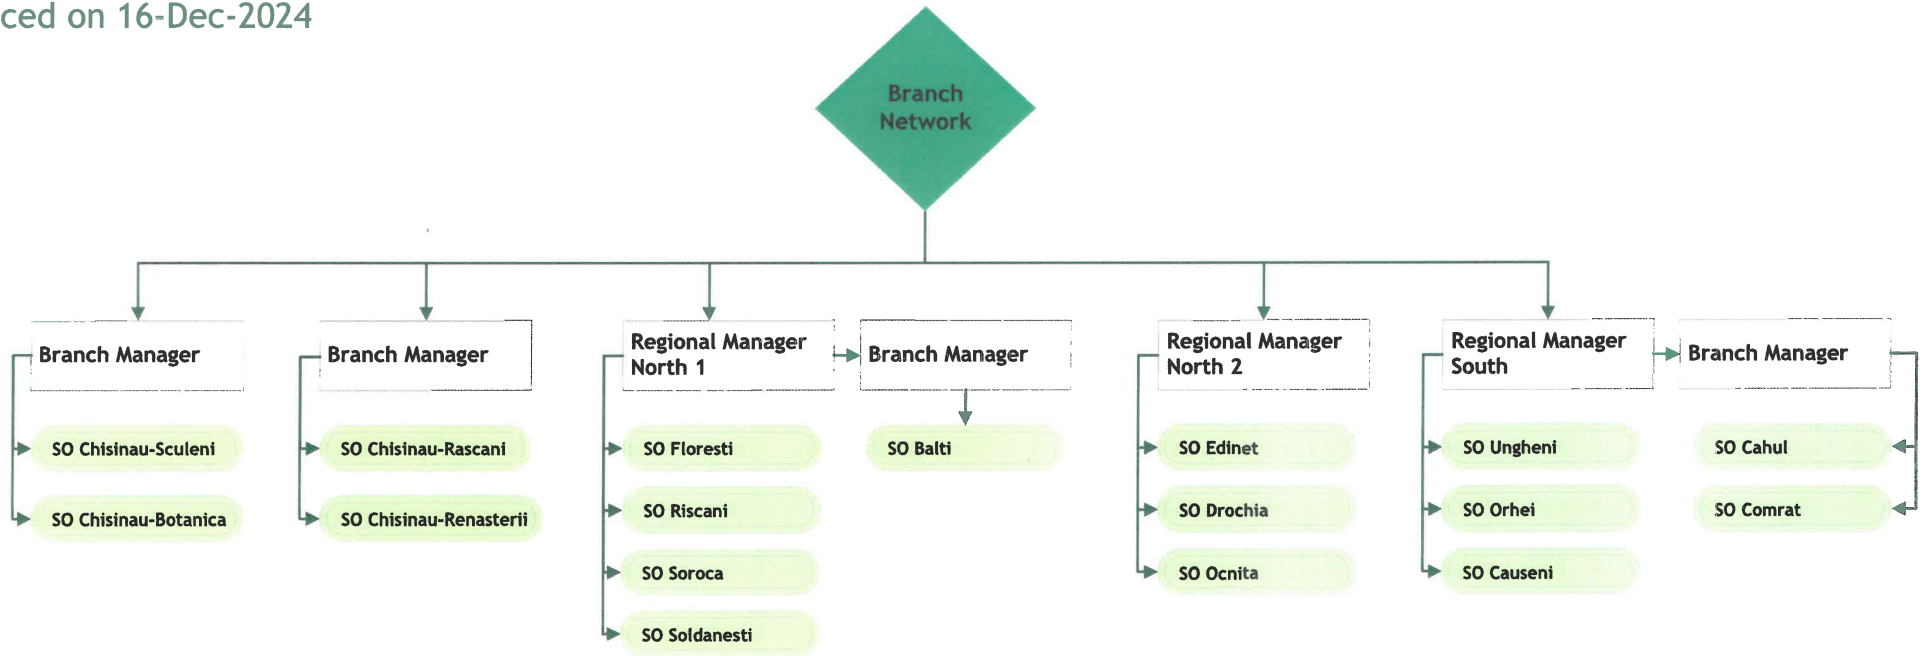 ced on 16-Dec-2024
Branch
Network
Branch Manager
SO Chisinau-Sculeni
SO Chisinau-Botanica
Branch Manager
SO Chisinau-Rascani
SO Chisinau-Renasterii
Regional Manager
North 1
SO Floresti
SO Riscani
SO Soroca
SO Soldanesti
Branch Manager
SO Balti
Regional Manager
North 2
SO Edinet
SO Drochia
SO Ocnita
Regional Manager
South
SO Ungheni
SO Orhei
SO Causeni
Branch Manager
SO Cahul
SO Comrat